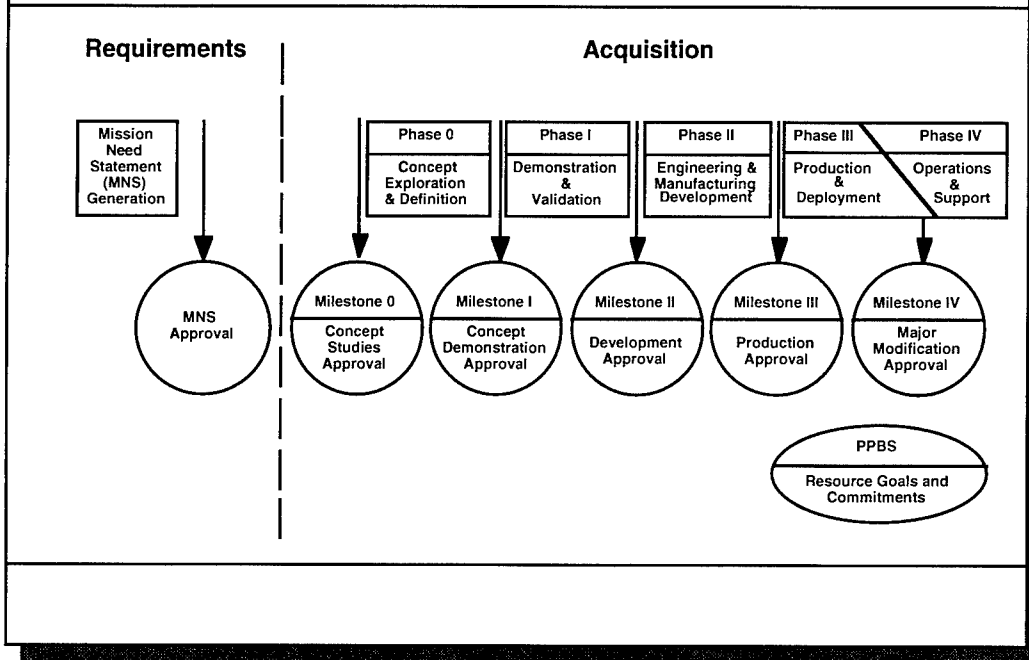 Requirements
Acquisition
Mission
Need
Statement
(MNS)
Generation
Phase 0
Concept
Exploration
& Definition
Phase I
Demonstration
&
Validation
Phase II
Engineering &
Manufacturing
Development
Phase III
Production
&
Deployment
Phase IV
Operations
&
Support
MNS
Approval
Milestone 0
Concept
Studies
Approval
Milestone I
Concept
Demonstration
Approval
Milestone II
Development
Approval
Milestone III
Production
Approval
Milestone IV
Major
Modification
Approval
PPBS
Resource Goals and
Commitments